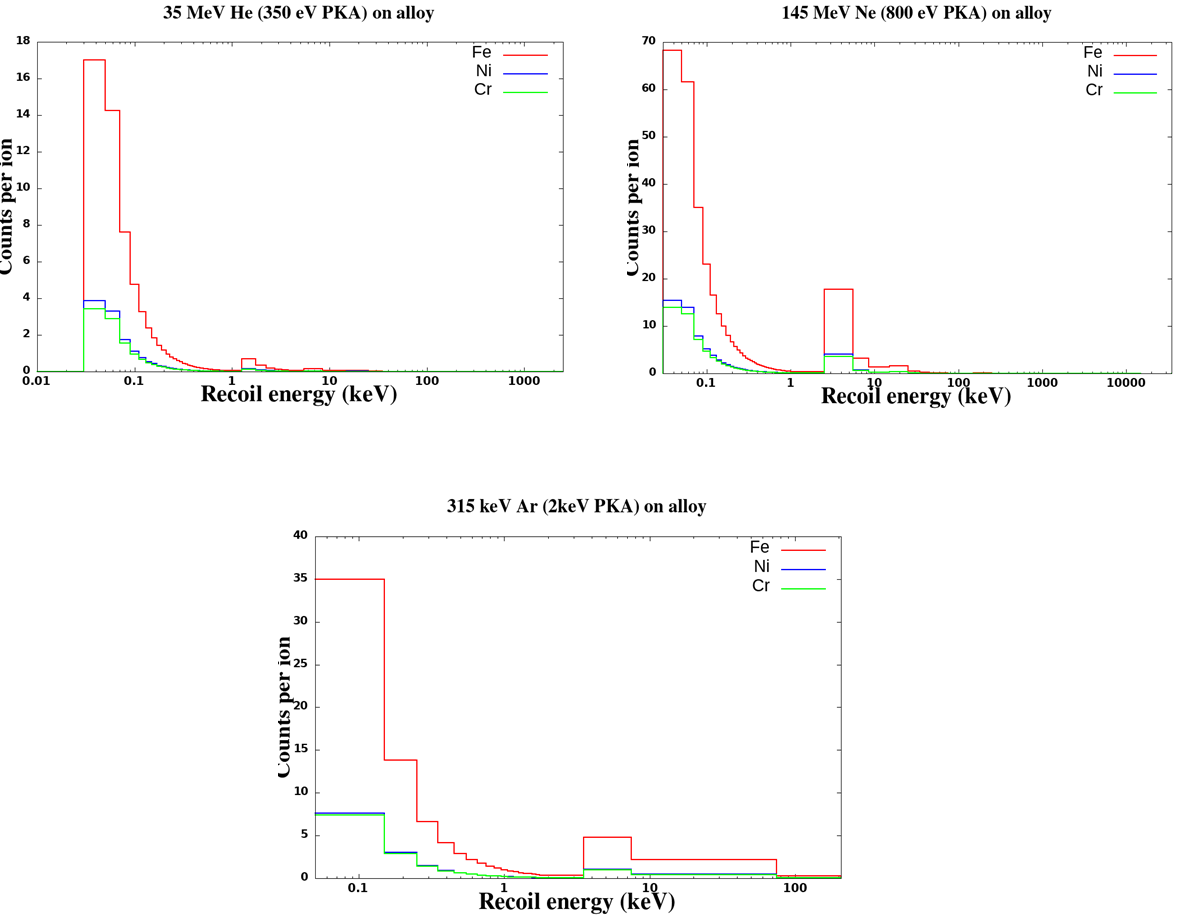 35 MeV He (350 eV PKA) on alloy
18
16
14
12
10
8
6
4
2
0
Counts per ion
Fe
Ni
Cr
0.01 0.1 1 10 100 1000
Recoil energy (keV)
145 MeV Ne (800 eV PKA) on alloy
70
60
50
40
30
20
10
0
Counts per ion
Fe
Ni
Cr
0.1 1 10 100 1000 10000
Recoil energy (keV)
315 keV Ar (2keV PKA) on alloy
40
35
30
25
20
15
10
5
0
Counts per ion
Fe
Ni
Cr
0.1 1 10 100
Recoil energy (keV)